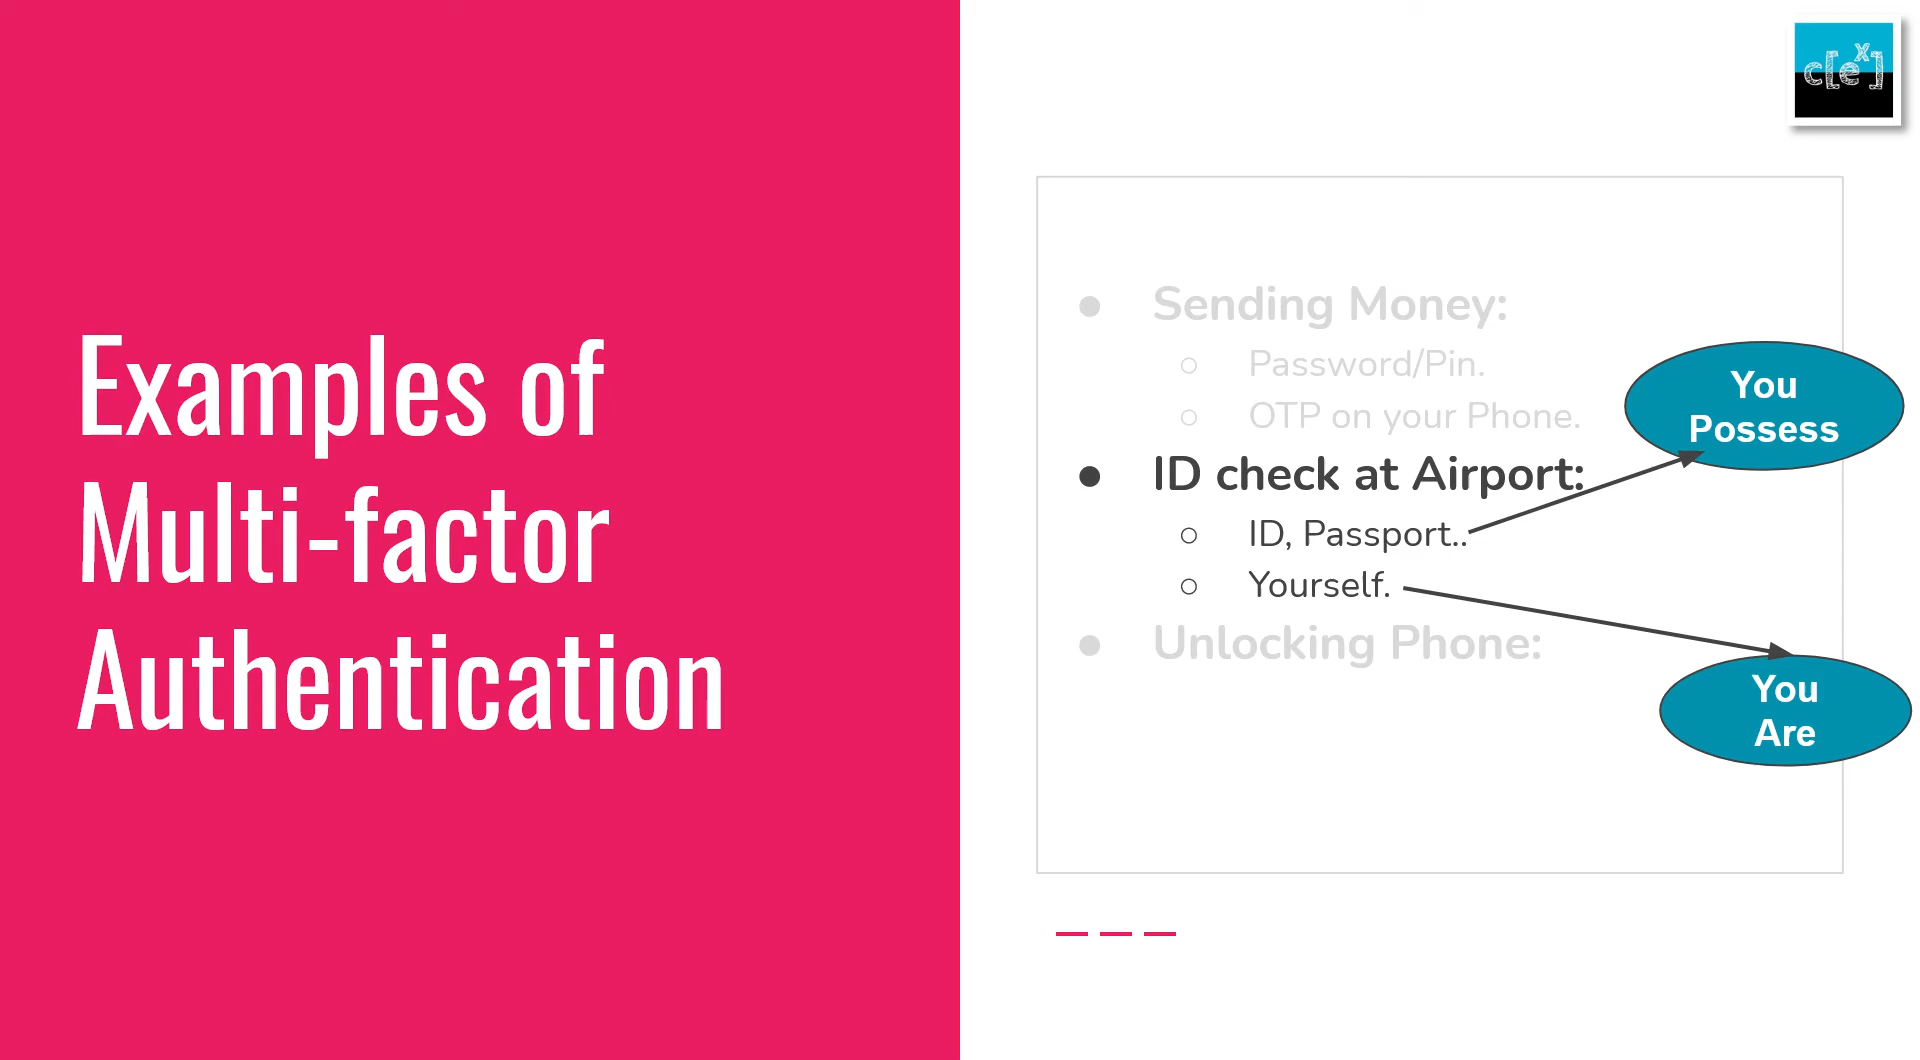 c[e^x]
Examples of
Multi-factor
Authentication
● Sending Money:
○ Password/Pin.
○ OTP on your Phone.
● ID check at Airport:
○ ID, Passport..
○ Yourself.
● Unlocking Phone:
You
Possess
You
Are